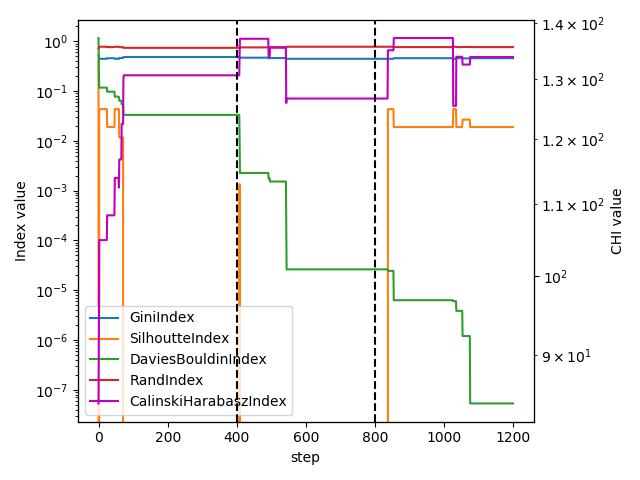 10⁰
10⁻¹
10⁻²
10⁻³
10⁻⁴
10⁻⁵
10⁻⁶
10⁻⁷
Index value
1.4 × 10²
1.3 × 10²
1.2 × 10²
1.1 × 10²
10²
9 × 10¹
CHI value
GiniIndex
SilhoutteIndex
DaviesBouldinIndex
RandIndex
CalinskiHarabaszIndex
0 200 400 600 800 1000 1200
step